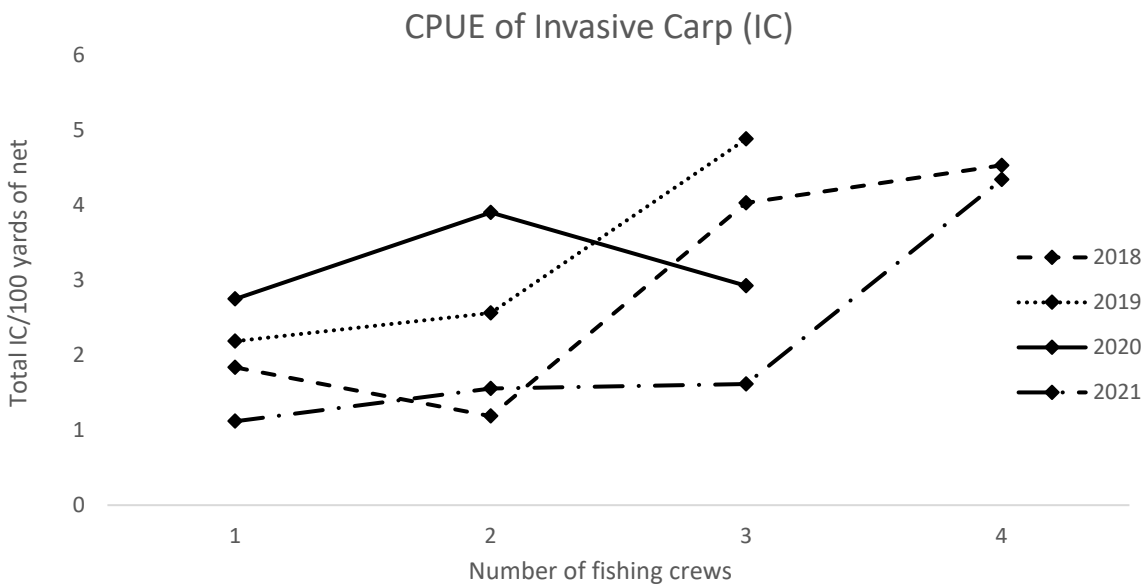 CPUE of Invasive Carp (IC)
6
5
4
3
2
1
0
Total IC/100 yards of net
1 2 3 4
Number of fishing crews
2018
2019
2020
2021